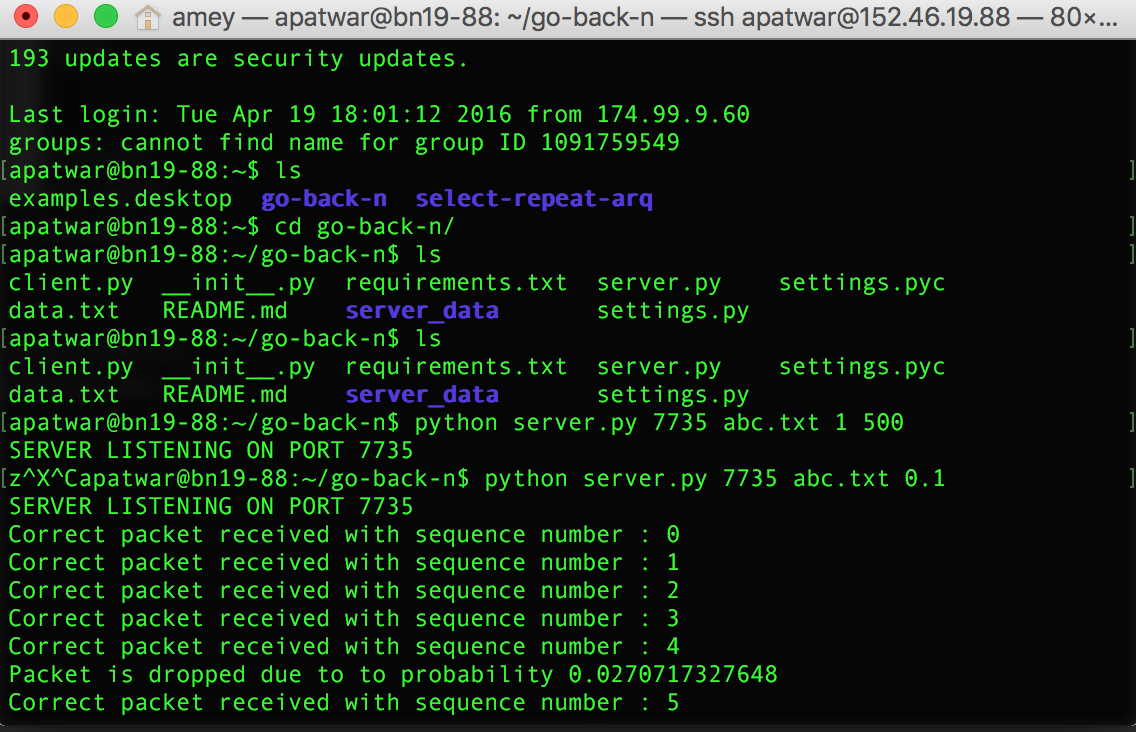 amey — apatwar@bn19-88: ~/go-back-n — ssh apatwar@152.46.19.88 — 80×...
193 updates are security updates.
Last login: Tue Apr 19 18:01:12 2016 from 174.99.9.60
groups: cannot find name for group ID 1091759549
[apatwar@bn19-88:~$ ls ]
examples.desktop  go-back-n  select-repeat-arq
[apatwar@bn19-88:~$ cd go-back-n/ ]
[apatwar@bn19-88:~/go-back-n$ ls ]
client.py  __init__.py  requirements.txt  server.py    settings.pyc
data.txt   README.md    server_data       settings.py
[apatwar@bn19-88:~/go-back-n$ ls ]
client.py  __init__.py  requirements.txt  server.py    settings.pyc
data.txt   README.md    server_data       settings.py
[apatwar@bn19-88:~/go-back-n$ python server.py 7735 abc.txt 1 500 ]
SERVER LISTENING ON PORT 7735
[z^X^Capatwar@bn19-88:~/go-back-n$ python server.py 7735 abc.txt 0.1 ]
SERVER LISTENING ON PORT 7735
Correct packet received with sequence number : 0
Correct packet received with sequence number : 1
Correct packet received with sequence number : 2
Correct packet received with sequence number : 3
Correct packet received with sequence number : 4
Packet is dropped due to to probability 0.0270717327648
Correct packet received with sequence number : 5